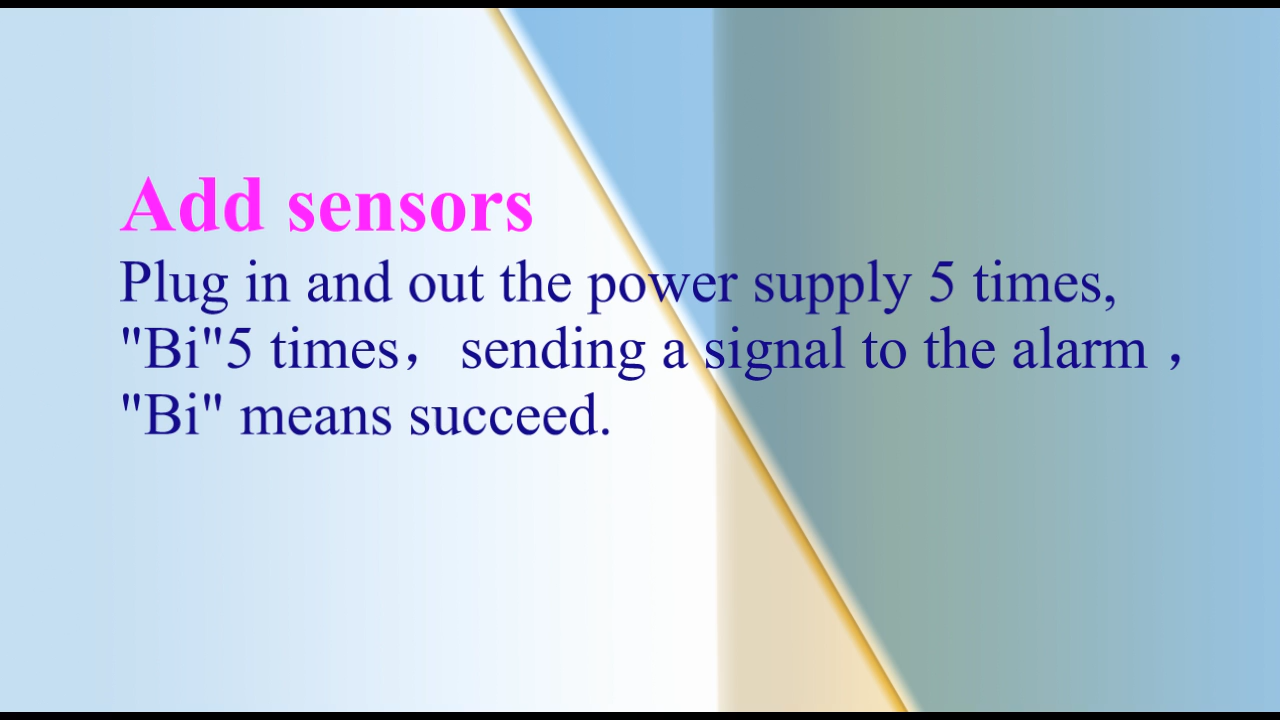 Add sensors
Plug in and out the power supply 5 times,
"Bi"5 times， sending a signal to the alarm ，
"Bi" means succeed.